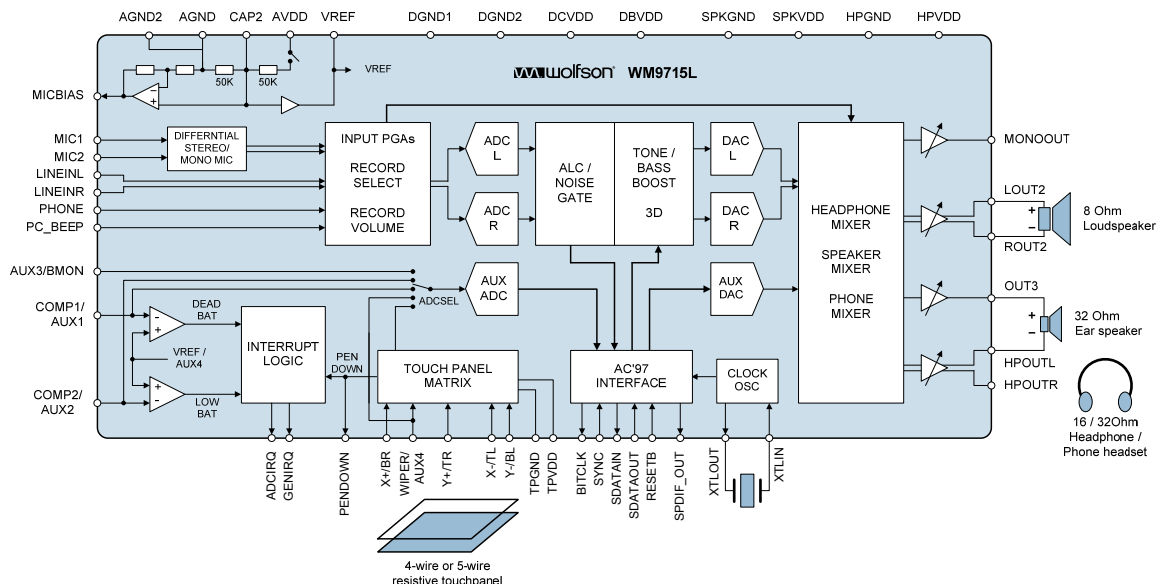 AGND2 AGND CAP2 AVDD VREF DGND1 DGND2 DCVDD DBVDD SPKGND SPKVDD HPGND HPVDD
VREF
50K 50K
wolfson WM9715L
MICBIAS
MIC1
MIC2
LINEINL
LINEINR
PHONE
PC_BEEP
AUX3/BMON
COMP1/
AUX1
COMP2/
AUX2
DIFFERNTIAL
STEREO/
MONO MIC
INPUT PGAs
RECORD
SELECT
RECORD
VOLUME
ADC
L
ADC
R
ALC /
NOISE
GATE
TONE /
BASS
BOOST
3D
DAC
L
DAC
R
HEADPHONE
MIXER
SPEAKER
MIXER
PHONE
MIXER
MONOOUT
LOUT2
+
−
8 Ohm
Loudspeaker
ROUT2
OUT3
+
−
32 Ohm
Ear speaker
HPOUTL
HPOUTR
16 / 32Ohm
Headphone /
Phone headset
ADCSEL
AUX
ADC
AUX
DAC
DEAD
BAT
VREF /
AUX4
LOW
BAT
INTERRUPT
LOGIC
PEN
DOWN
TOUCH PANEL
MATRIX
AC'97
INTERFACE
CLOCK
OSC
ADCIRQ
GENIRQ
PENDOWN
X+/BR
WIPER/
AUX4
Y+/TR
X-/TL
Y-/BL
TPGND
TPVDD
BITCLK
SYNC
SDATAIN
SDATAOUT
RESETB
SPDIF_OUT
XTLOUT
XTLIN
4-wire or 5-wire
resistive touchpanel